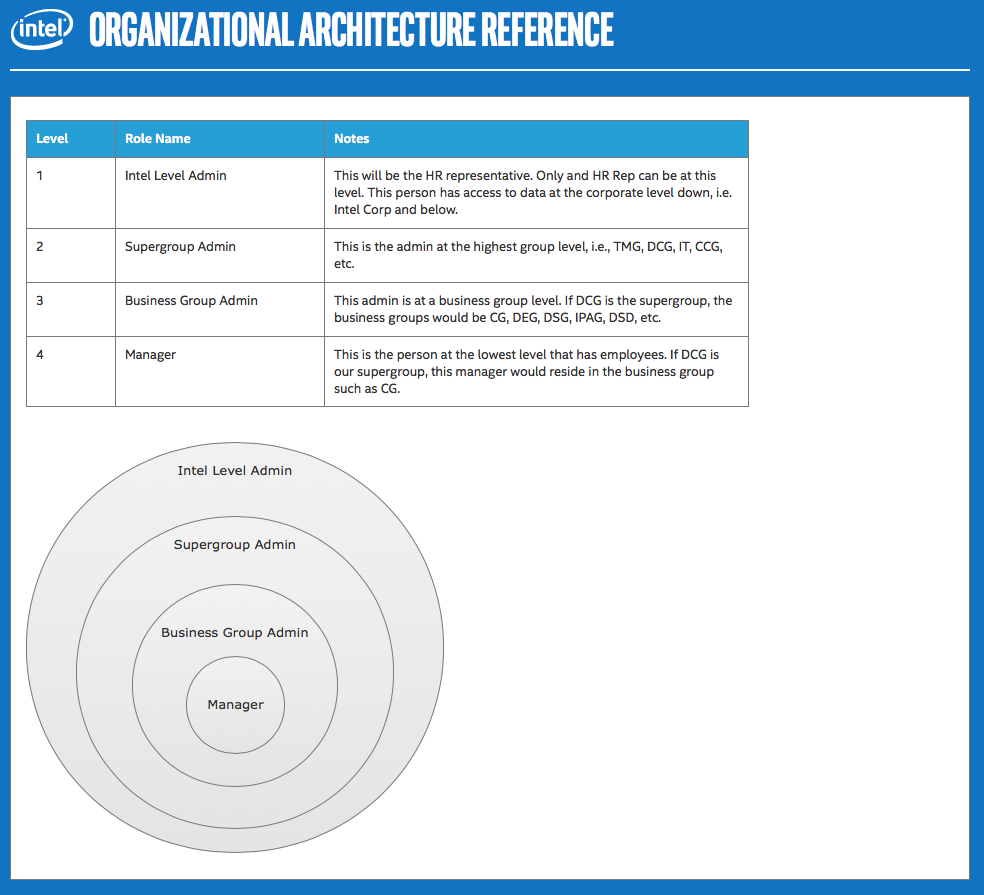 intel® ORGANIZATIONAL ARCHITECTURE REFERENCE
Level Role Name Notes
1 Intel Level Admin This will be the HR representative. Only and HR Rep can be at this
level. This person has access to data at the corporate level down, i.e.
Intel Corp and below.
2 Supergroup Admin This is the admin at the highest group level, i.e., TMG, DCG, IT, CCG,
etc.
3 Business Group Admin This admin is at a business group level. If DCG is the supergroup, the
business groups would be CG, DEG, DSG, IPAG, DSD, etc.
4 Manager This is the person at the lowest level that has employees. If DCG is
our supergroup, this manager would reside in the business group
such as CG.
Intel Level Admin
Supergroup Admin
Business Group Admin
Manager